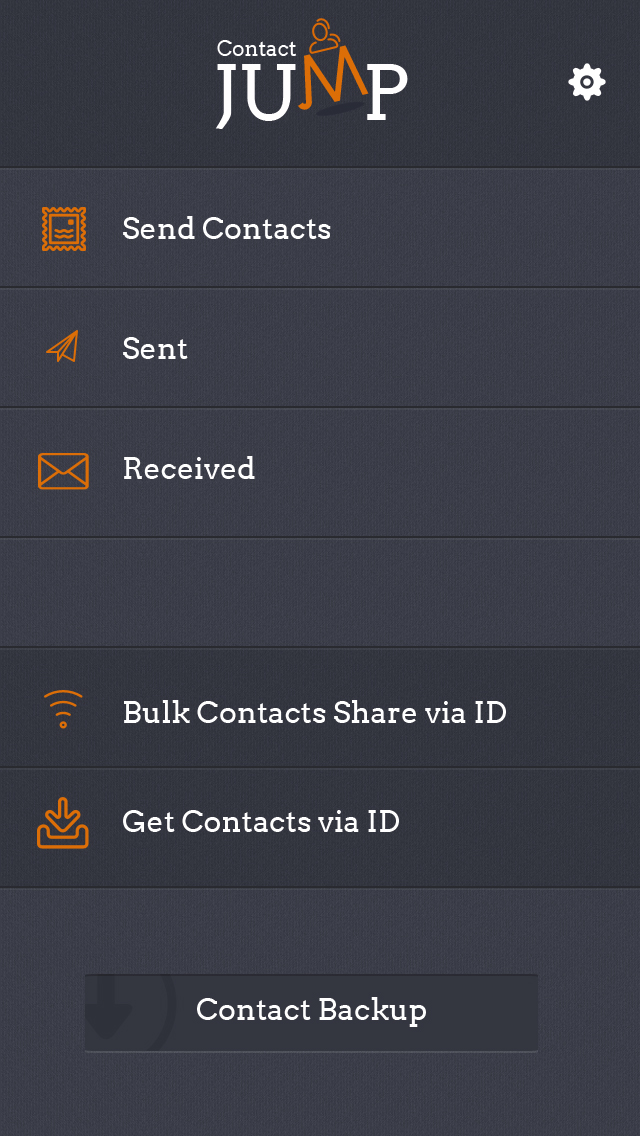 Contact
JUMP
Send Contacts
Sent
Received
Bulk Contacts Share via ID
Get Contacts via ID
Contact Backup